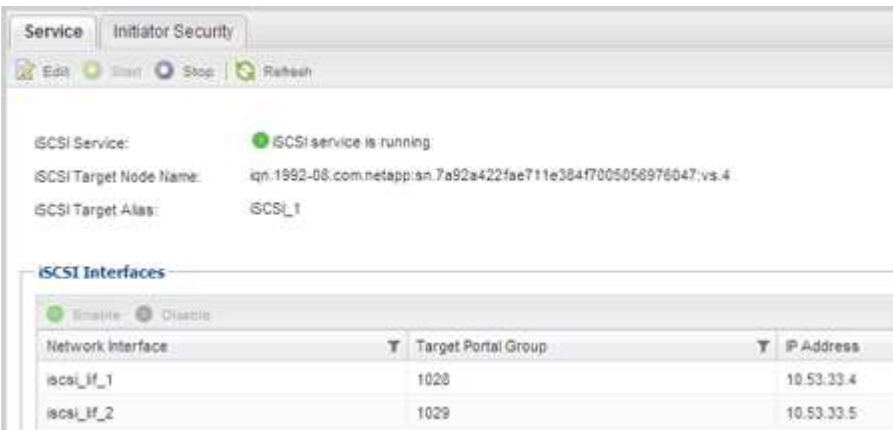 Service Initiator Security
Edit Start Stop Refresh
iSCSI Service: iSCSI service is running
iSCSI Target Node Name: iqn.1992-08.com.netapp:sn.7a92a422fae711e384f7005056976047:vs.4
iSCSI Target Alias: iSCSI_1
iSCSI Interfaces
Enable Disable
Network Interface Target Portal Group IP Address
iscsi_lif_1 1028 10.53.33.4
iscsi_lif_2 1029 10.53.33.5